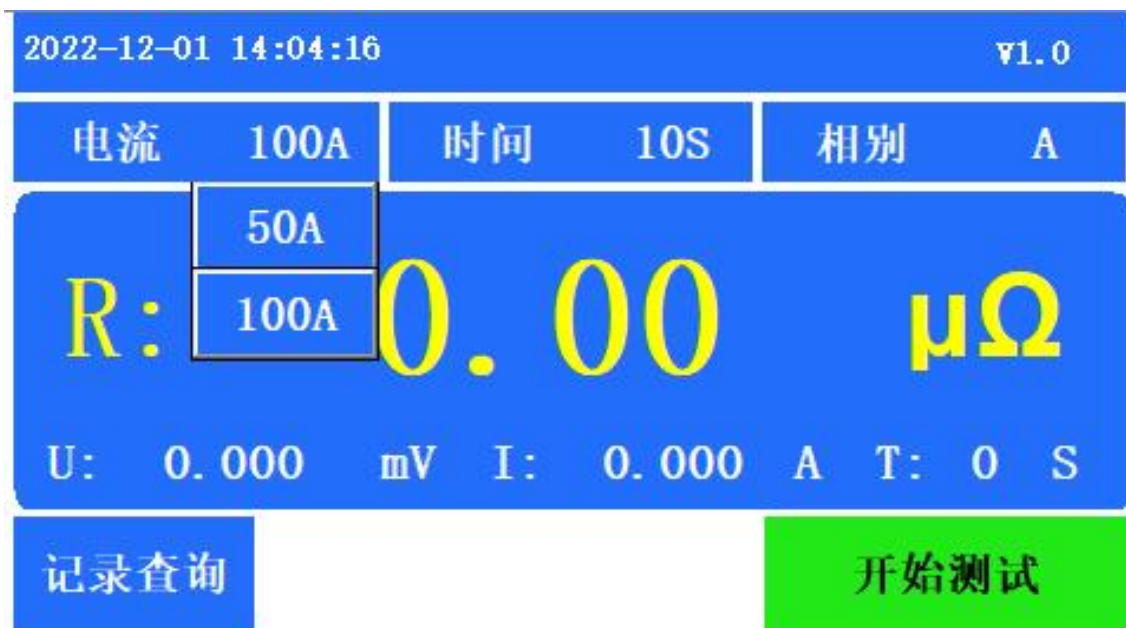 2022-12-01 14:04:16 V1.0
电流 100A 时间 10S 相别 A
50A
100A
R: 0.00 μΩ
U: 0.000 mV I: 0.000 A T: 0 S
记录查询 开始测试